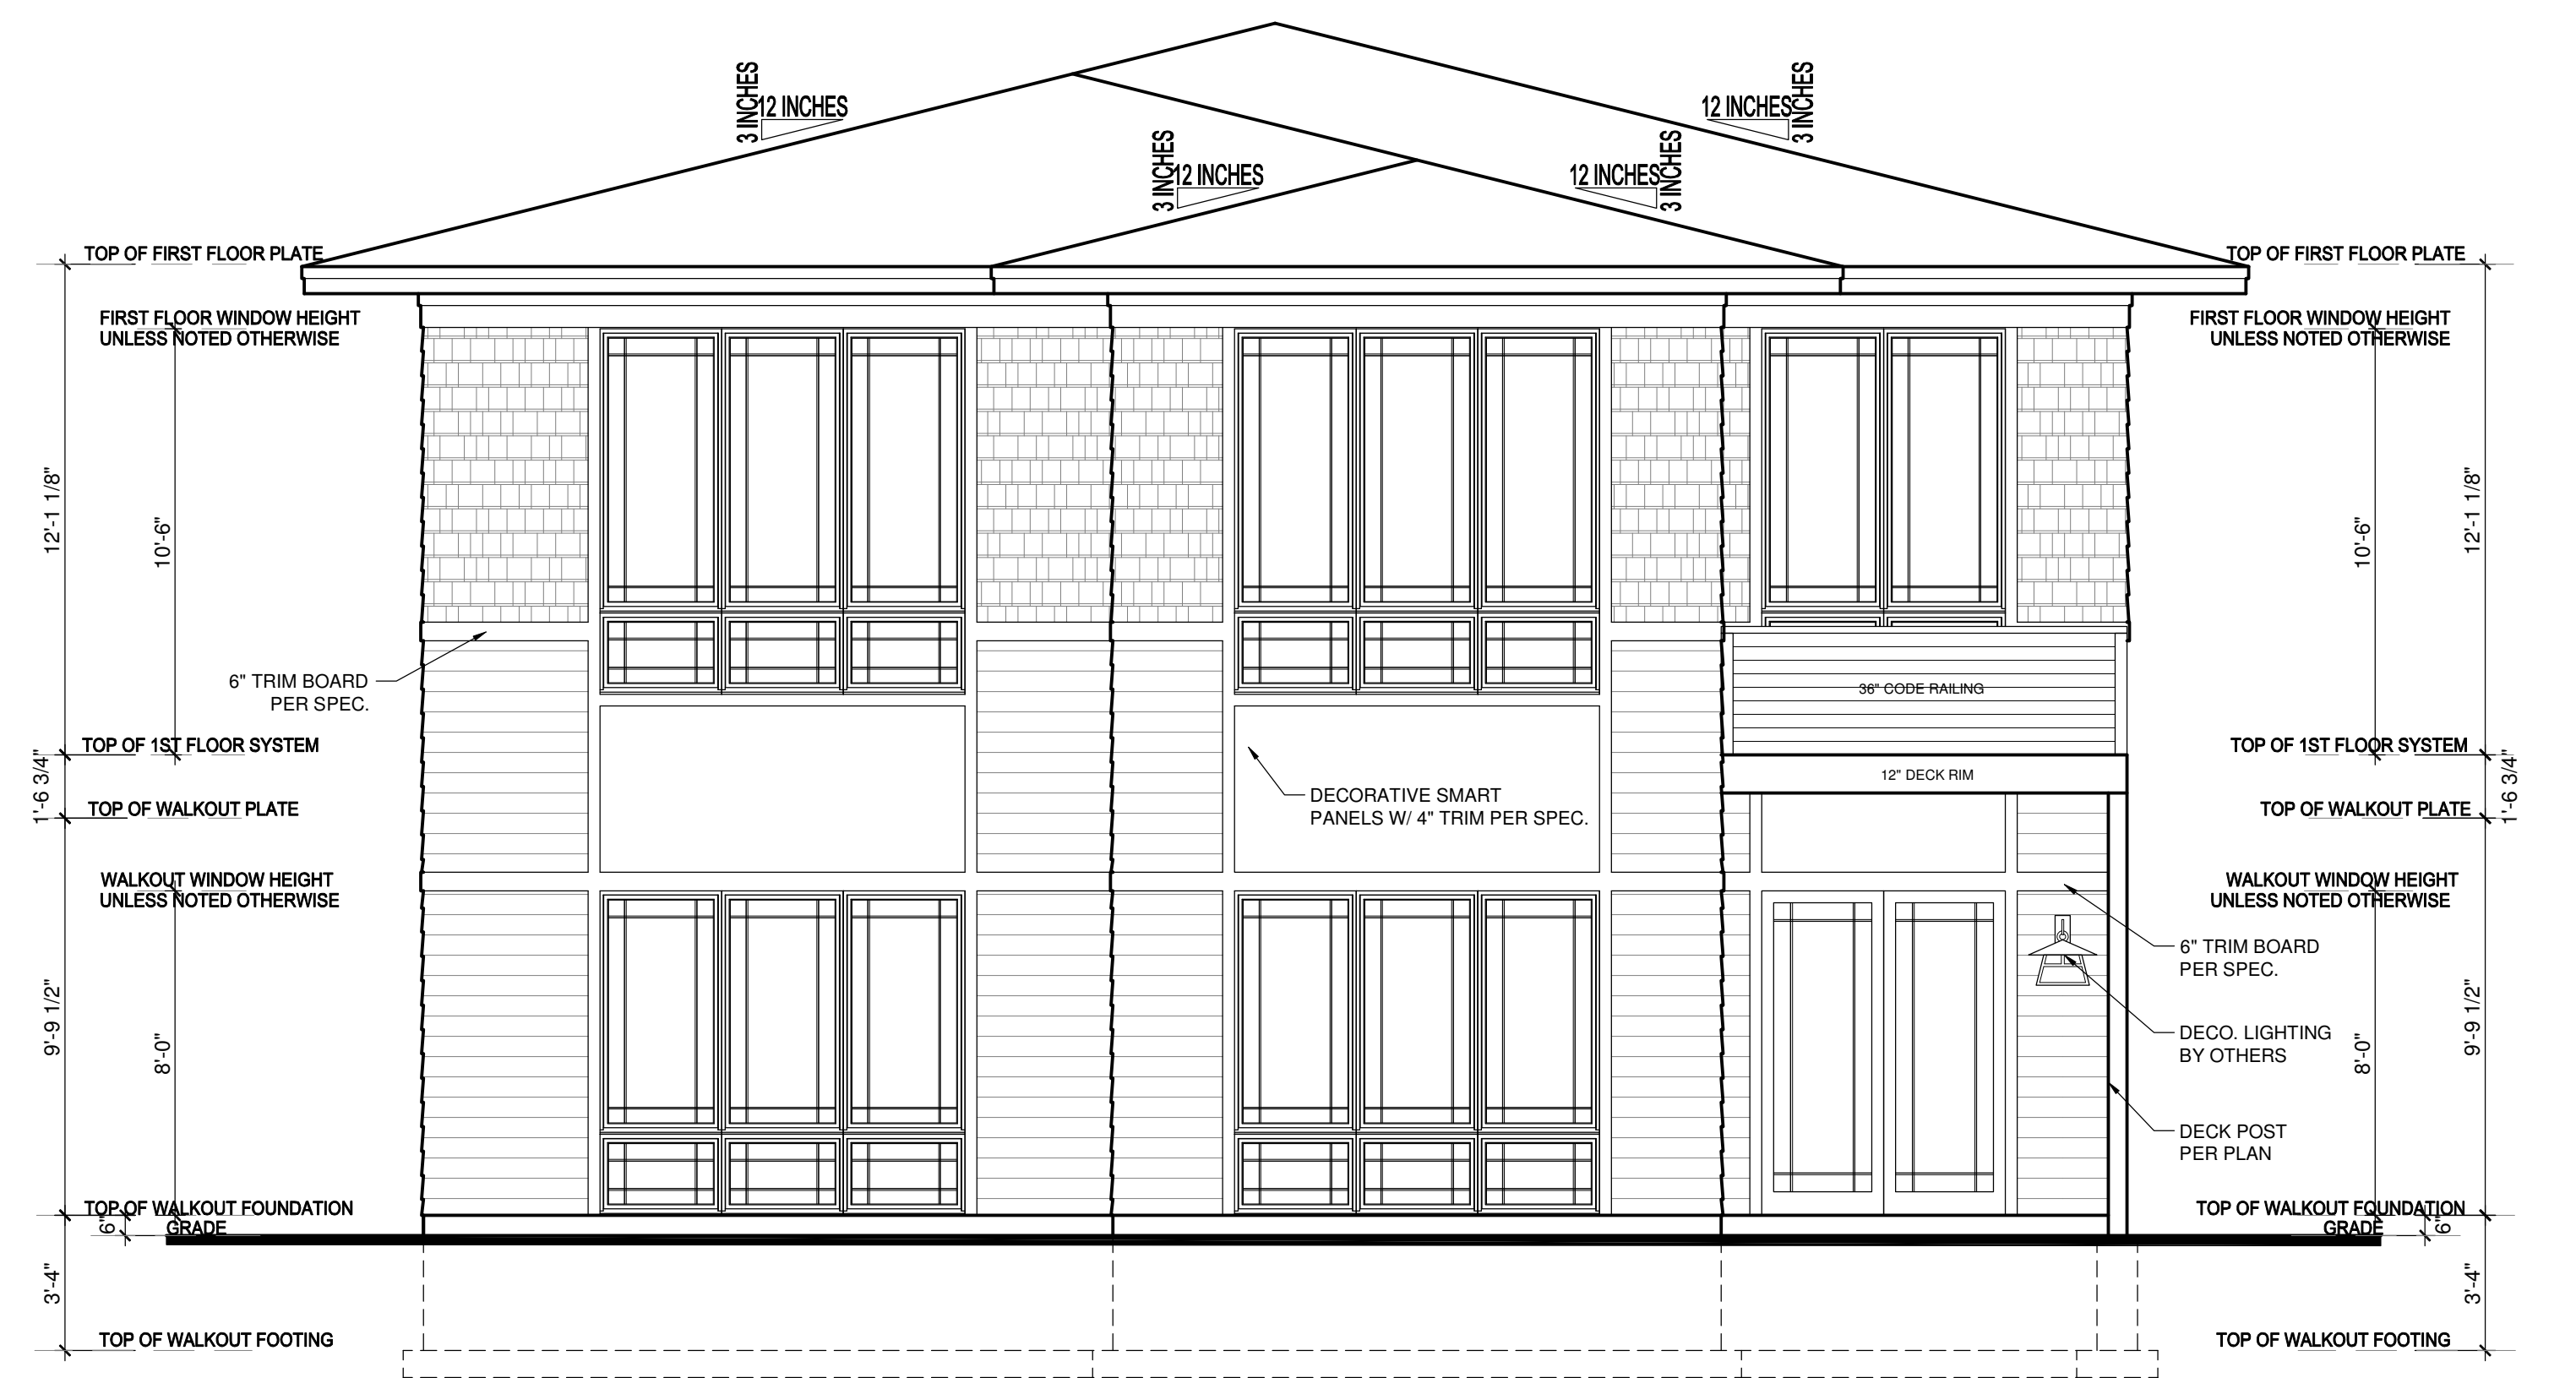 3 INCHES
12 INCHES
12 INCHES
3 INCHES
3 INCHES
12 INCHES
12 INCHES
3 INCHES
TOP OF FIRST FLOOR PLATE
TOP OF FIRST FLOOR PLATE
FIRST FLOOR WINDOW HEIGHT
UNLESS NOTED OTHERWISE
FIRST FLOOR WINDOW HEIGHT
UNLESS NOTED OTHERWISE
12'-1 1/8"
10'-6"
10'-6"
12'-1 1/8"
6" TRIM BOARD
PER SPEC.
36" CODE RAILING
TOP OF 1ST FLOOR SYSTEM
TOP OF 1ST FLOOR SYSTEM
1'-6 3/4"
1'-6 3/4"
12" DECK RIM
DECORATIVE SMART
PANELS W/ 4" TRIM PER SPEC.
TOP OF WALKOUT PLATE
TOP OF WALKOUT PLATE
WALKOUT WINDOW HEIGHT
UNLESS NOTED OTHERWISE
WALKOUT WINDOW HEIGHT
UNLESS NOTED OTHERWISE
6" TRIM BOARD
PER SPEC.
9'-9 1/2"
8'-0"
8'-0"
9'-9 1/2"
DECO. LIGHTING
BY OTHERS
DECK POST
PER PLAN
TOP OF WALKOUT FOUNDATION
GRADE
6"
TOP OF WALKOUT FOUNDATION
GRADE
6"
3'-4"
3'-4"
TOP OF WALKOUT FOOTING
TOP OF WALKOUT FOOTING